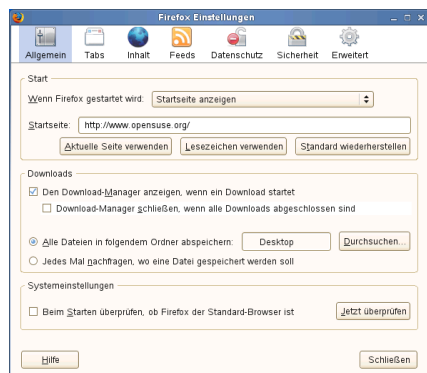 Firefox Einstellungen
Allgemein Tabs Inhalt Feeds Datenschutz Sicherheit Erweitert
Start
Wenn Firefox gestartet wird: Startseite anzeigen
Startseite: http://www.opensuse.org/
Aktuelle Seite verwenden Lesezeichen verwenden Standard wiederherstellen
Downloads
Den Download-Manager anzeigen, wenn ein Download startet
Download-Manager schließen, wenn alle Downloads abgeschlossen sind
Alle Dateien in folgendem Ordner abspeichern: Desktop Durchsuchen...
Jedes Mal nachfragen, wo eine Datei gespeichert werden soll
Systemeinstellungen
Beim Starten überprüfen, ob Firefox der Standard-Browser ist Jetzt überprüfen
Hilfe Schließen